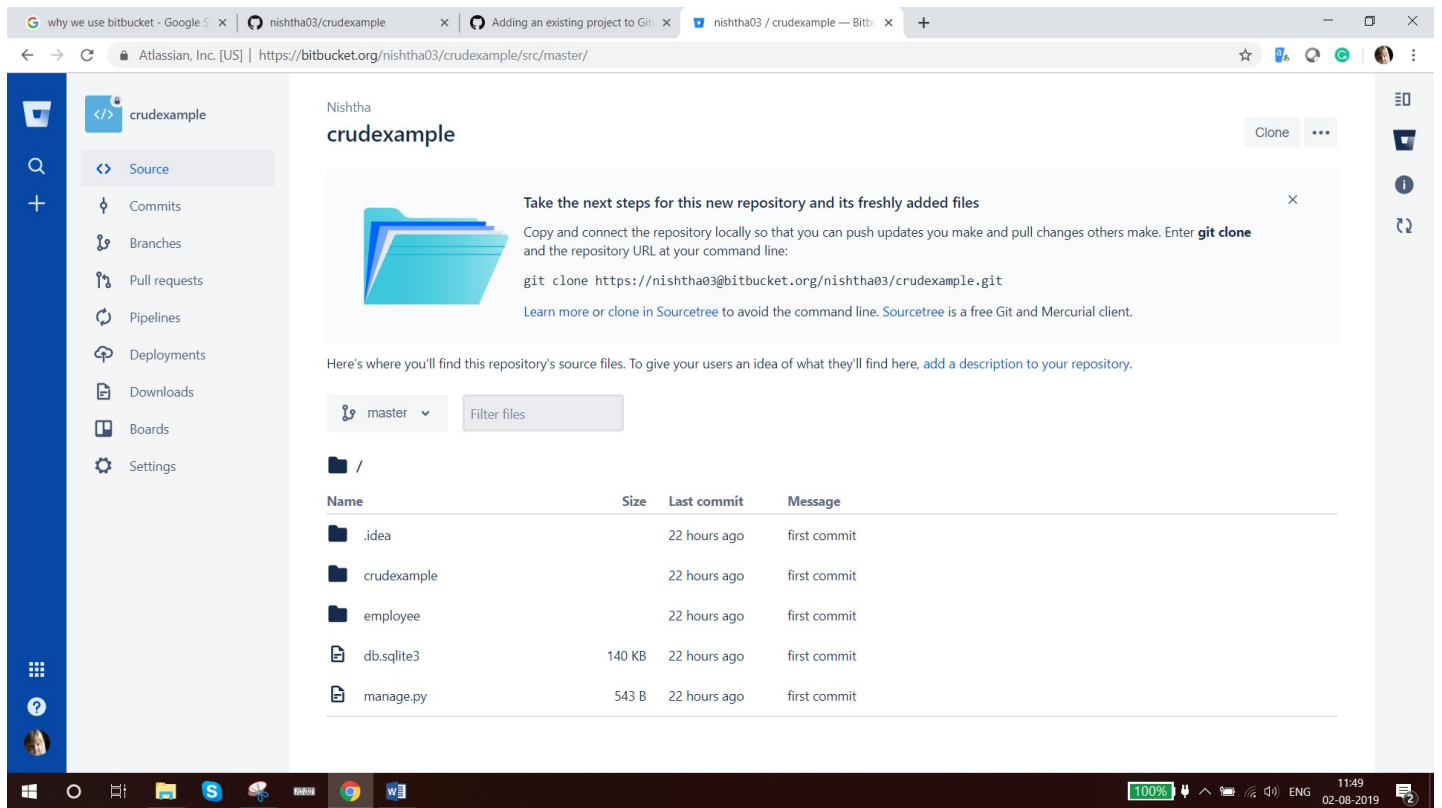 why we use bitbucket - Google S
nishtha03/crudexample
Adding an existing project to Git
nishtha03 / crudexample — Bitb
Atlassian, Inc. [US] | https://bitbucket.org/nishtha03/crudexample/src/master/
crudexample
Source
Commits
Branches
Pull requests
Pipelines
Deployments
Downloads
Boards
Settings
Nishtha
crudexample
Clone
Take the next steps for this new repository and its freshly added files
Copy and connect the repository locally so that you can push updates you make and pull changes others make. Enter git clone
and the repository URL at your command line:
git clone https://nishtha03@bitbucket.org/nishtha03/crudexample.git
Learn more or clone in Sourcetree to avoid the command line. Sourcetree is a free Git and Mercurial client.
Here's where you'll find this repository's source files. To give your users an idea of what they'll find here, add a description to your repository.
master
Filter files
/
Name Size Last commit Message
.idea 22 hours ago first commit
crudexample 22 hours ago first commit
employee 22 hours ago first commit
db.sqlite3 140 KB 22 hours ago first commit
manage.py 543 B 22 hours ago first commit
100%
ENG
11:49
02-08-2019
2